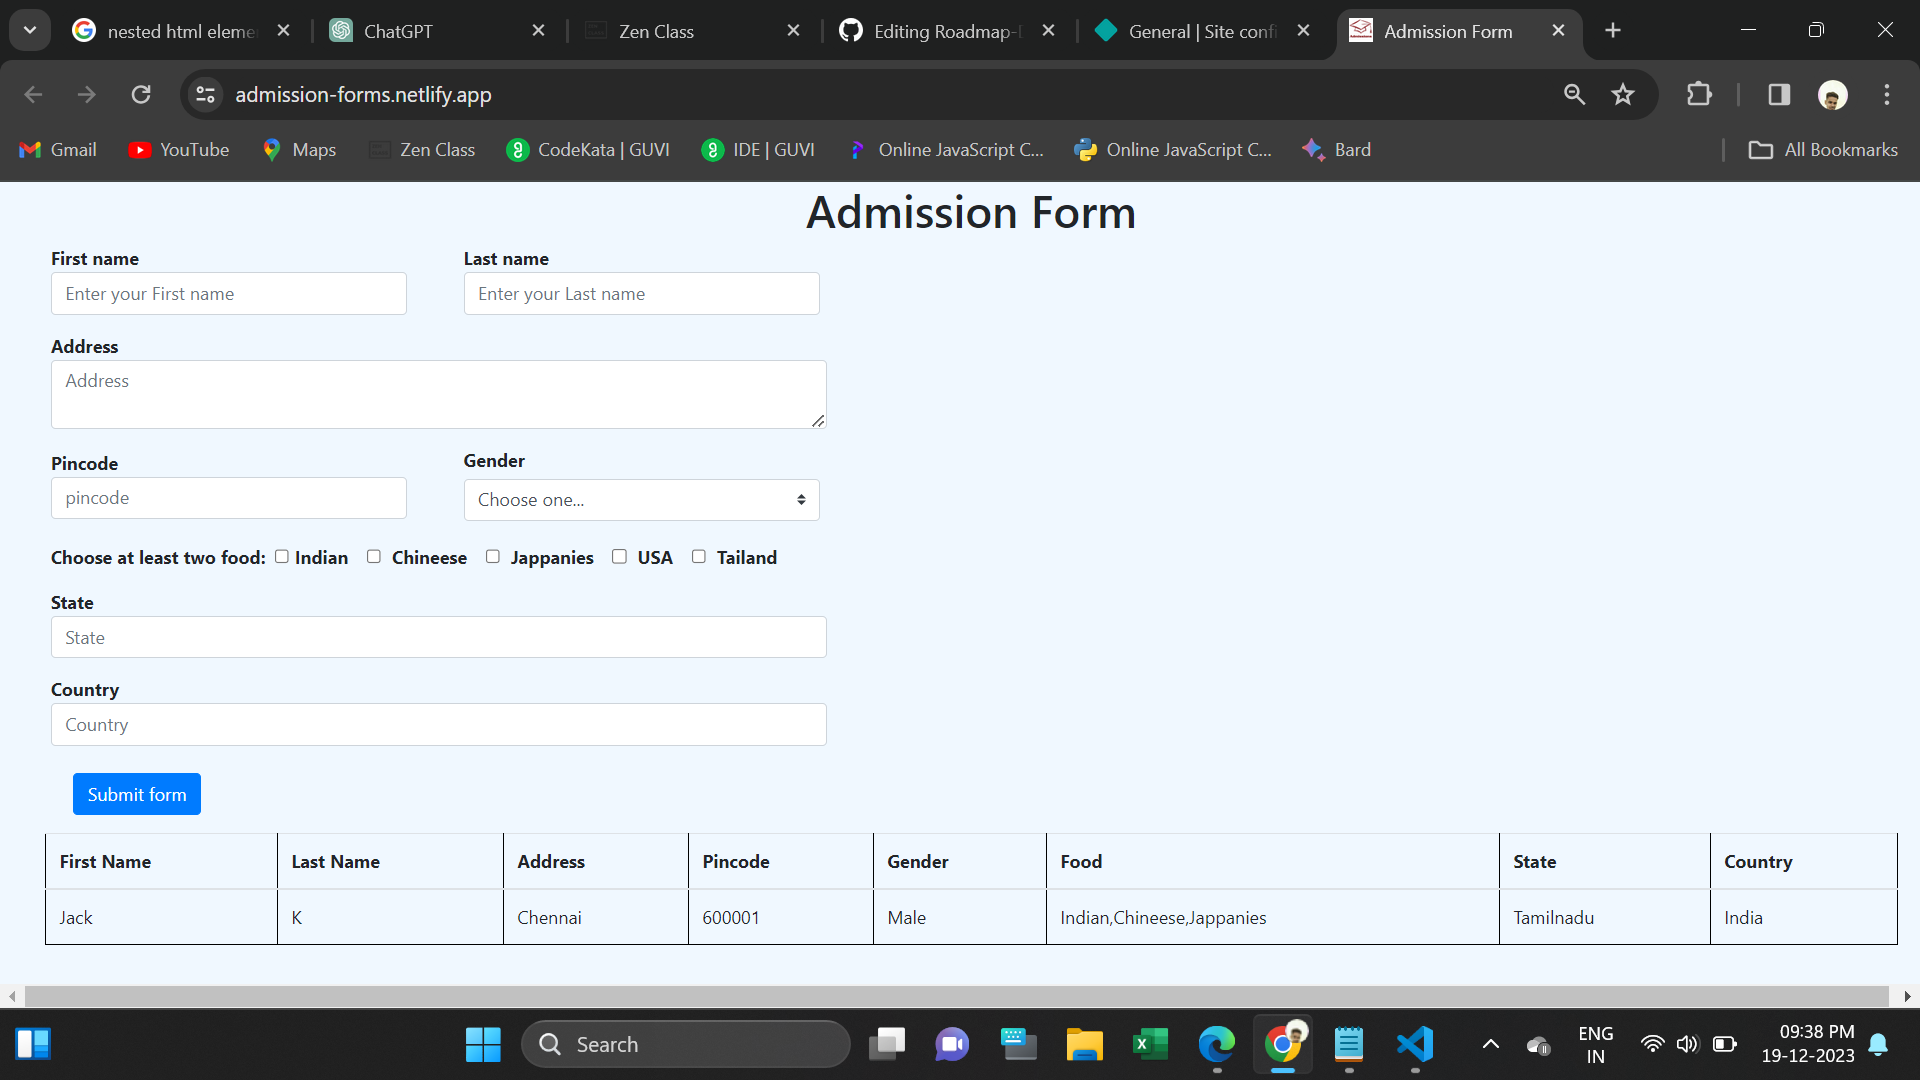 nested html eleme
ChatGPT
Zen Class
Editing Roadmap-
General | Site confi
Admission Form
admission-forms.netlify.app
Gmail
YouTube
Maps
Zen Class
CodeKata | GUVI
IDE | GUVI
Online JavaScript C...
Online JavaScript C...
Bard
All Bookmarks
Admission Form
First name
Last name
Enter your First name
Enter your Last name
Address
Address
Pincode
Gender
pincode
Choose one...
Choose at least two food: Indian Chineese Jappanies USA Tailand
State
State
Country
Country
Submit form
First Name Last Name Address Pincode Gender Food State Country
Jack K Chennai 600001 Male Indian,Chineese,Jappanies Tamilnadu India
Search
ENG
IN
09:38 PM
19-12-2023